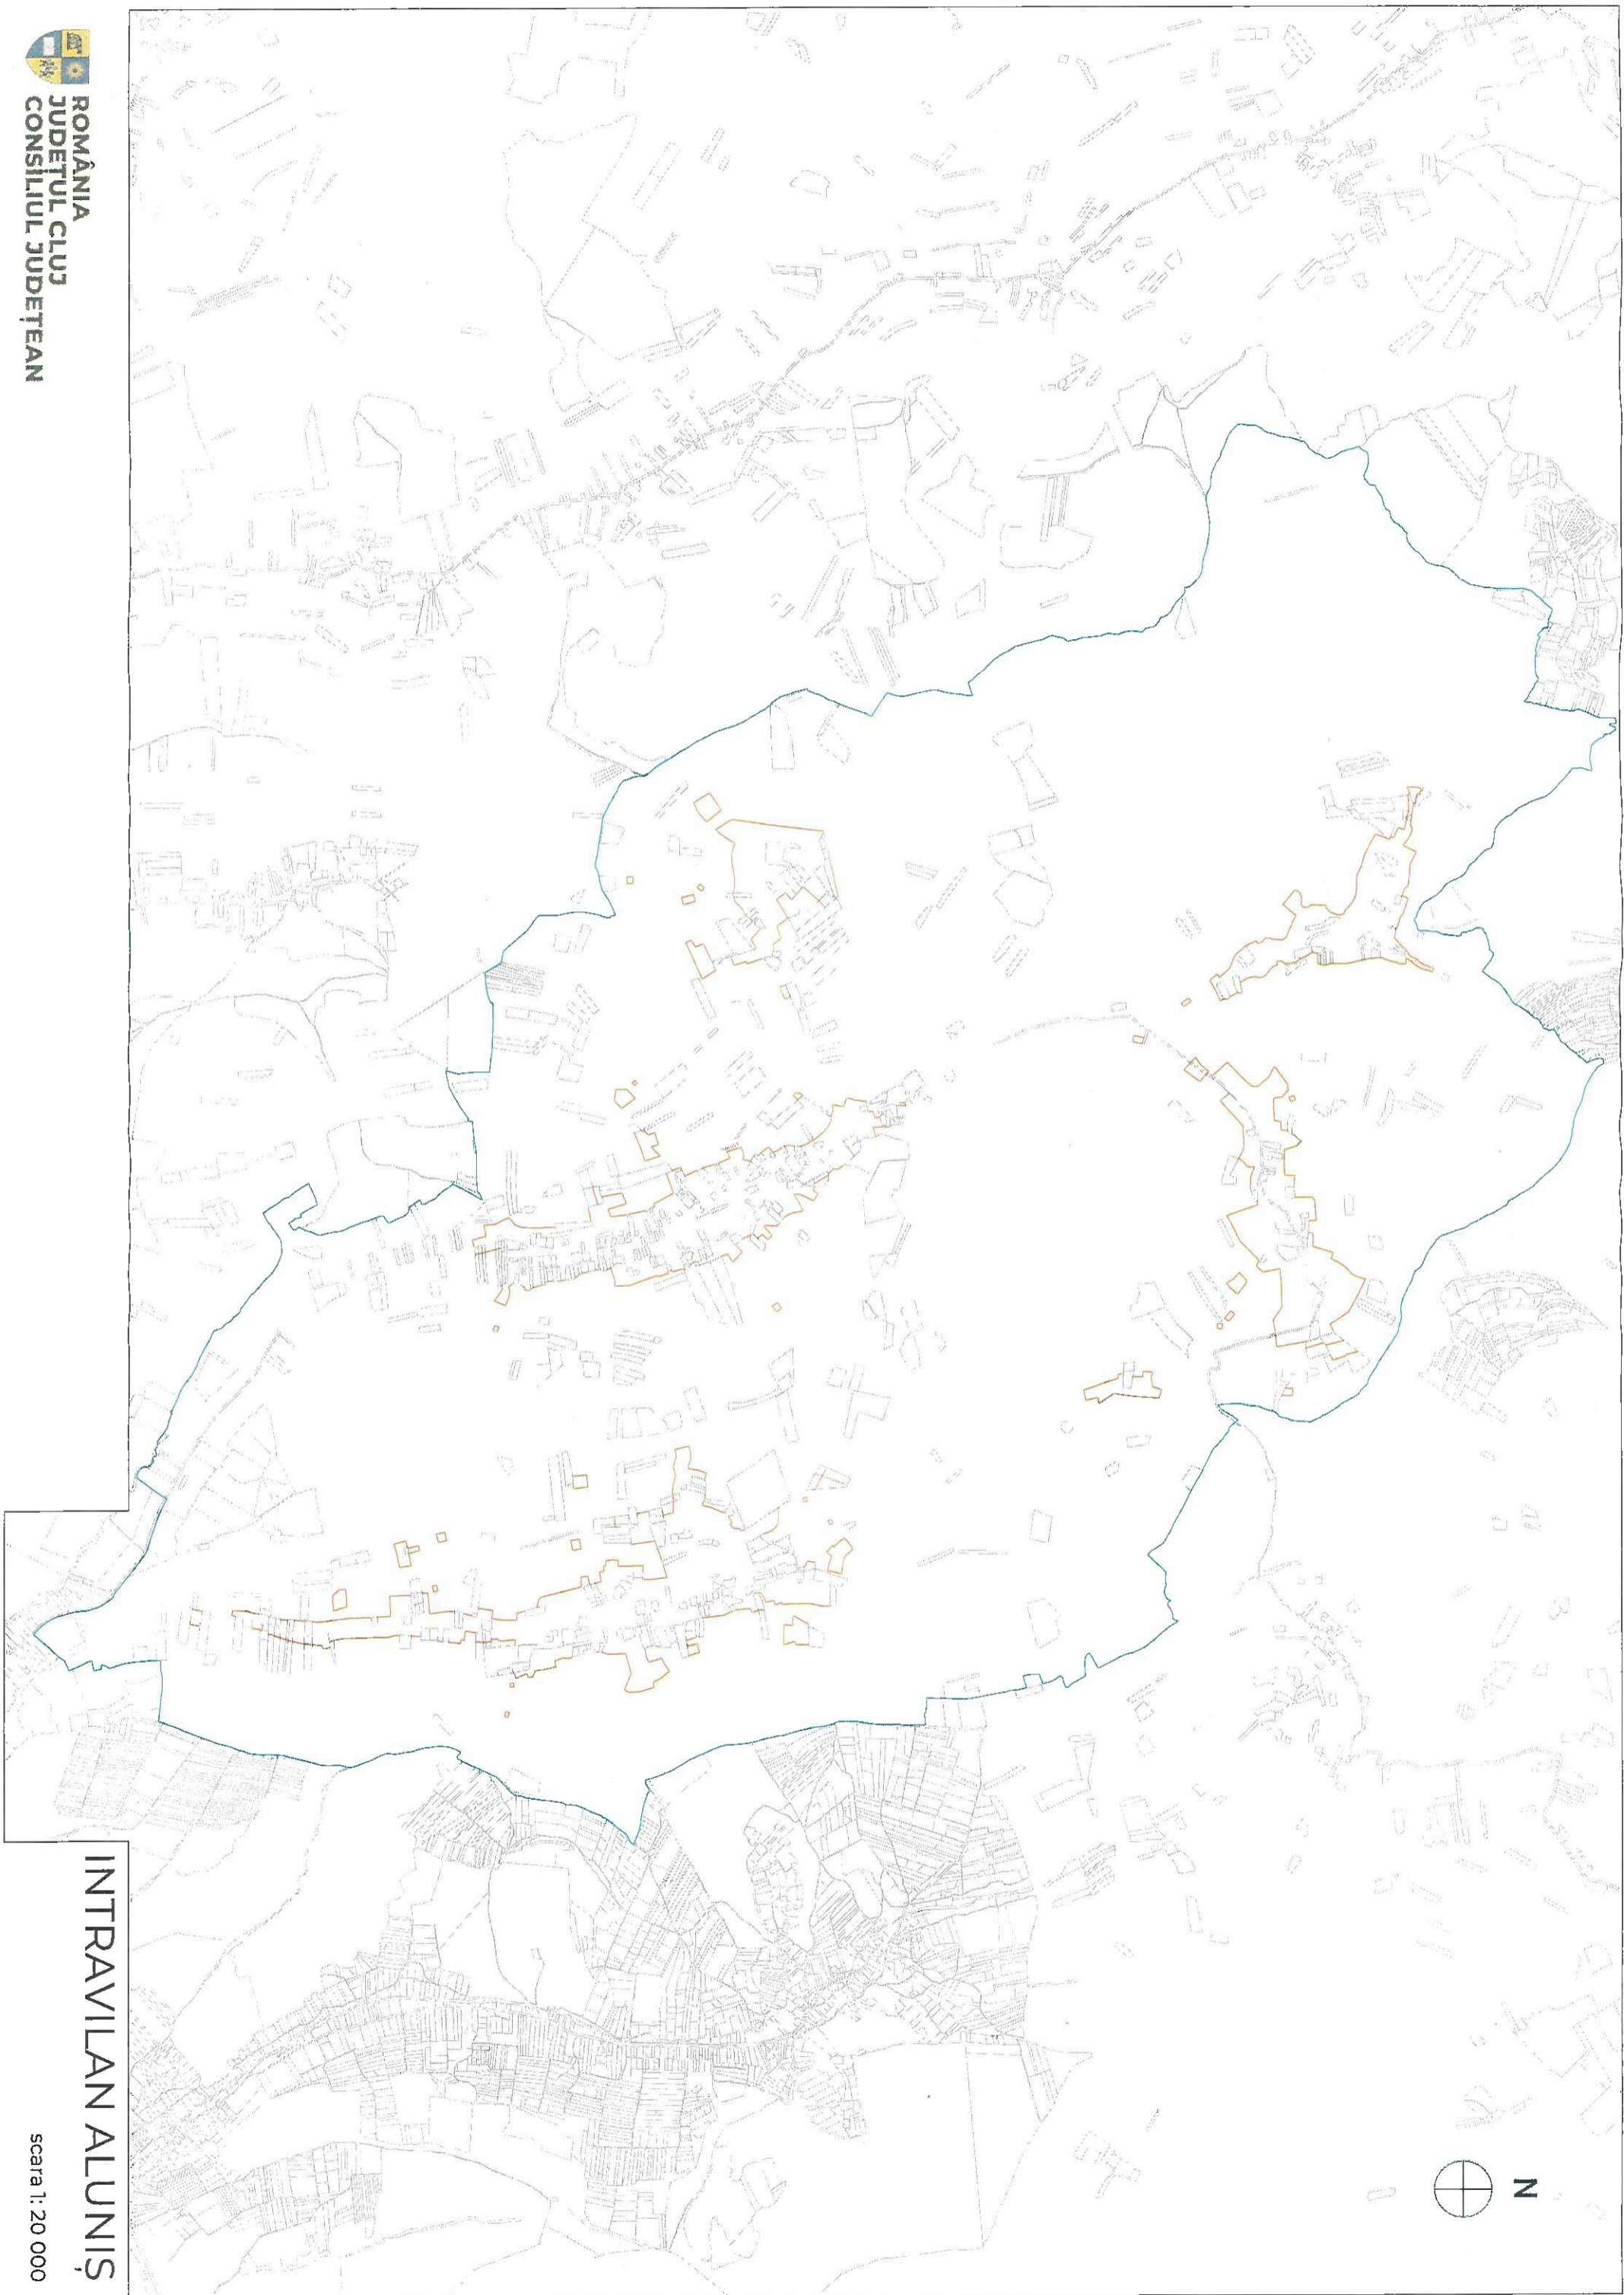 ROMÂNIA
JUDEȚUL CLUJ
CONSILIUL JUDEȚEAN
INTRAVILAN ALUNIȘ
scara 1: 20 000
N